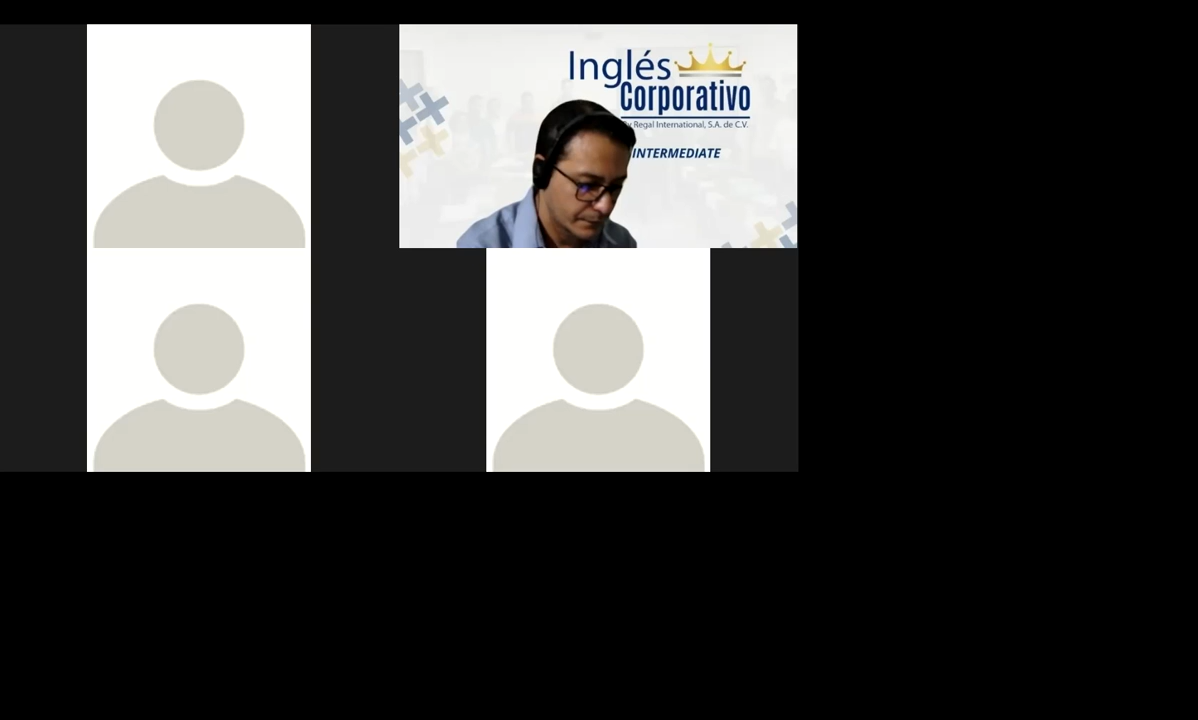 Inglés
Corporativo
By Regal International, S.A. de C.V.
INTERMEDIATE